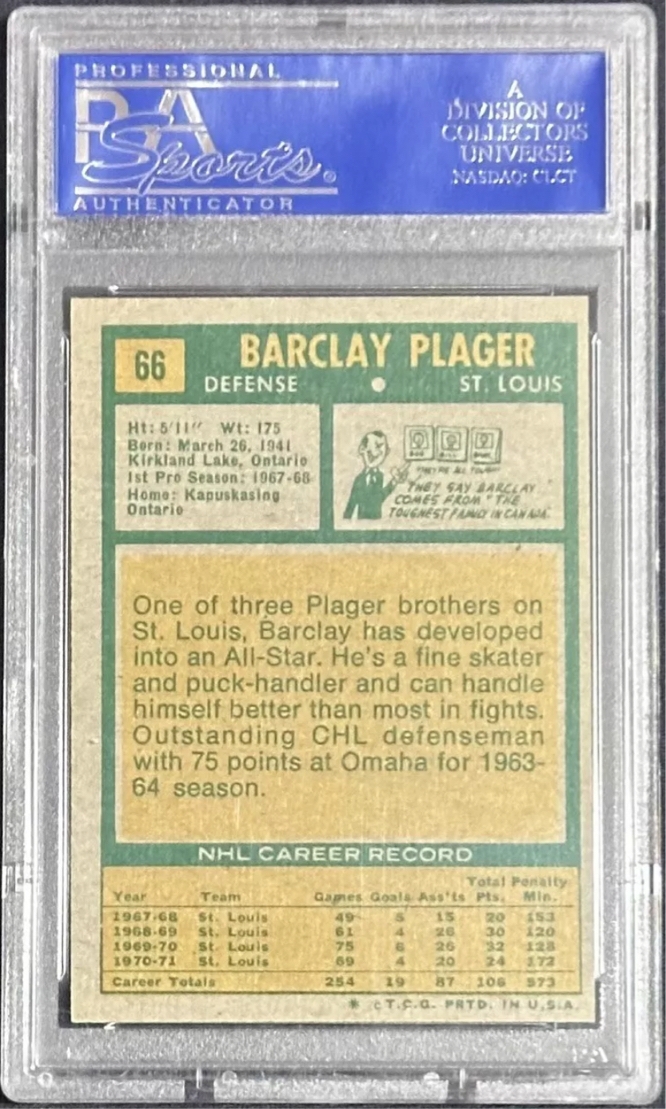 PROFESSIONAL
PSA
Sports
AUTHENTICATOR
A
DIVISION OF
COLLECTORS
UNIVERSE
NASDAQ: CLCT
66
BARCLAY PLAGER
DEFENSE • ST. LOUIS
Ht: 5'11" Wt: 175
Born: March 26, 1941
Kirkland Lake, Ontario
1st Pro Season: 1967-68
Home: Kapuskasing
Ontario
BOB
BILL
THEY'RE ALL TOUGH
THEY SAY BARCLAY
COMES FROM "THE
TOUGHEST FAMILY IN CANADA"
One of three Plager brothers on
St. Louis, Barclay has developed
into an All-Star. He's a fine skater
and puck-handler and can handle
himself better than most in fights.
Outstanding CHL defenseman
with 75 points at Omaha for 1963-
64 season.
NHL CAREER RECORD
Total Penalty
Year Team Games Goals Ass'ts Pts. Min.
1967-68 St. Louis 49 5 15 20 153
1968-69 St. Louis 61 4 26 30 120
1969-70 St. Louis 75 6 26 32 128
1970-71 St. Louis 69 4 20 24 172
Career Totals 254 19 87 106 573
* © T.C.G. PRTD. IN U.S.A.